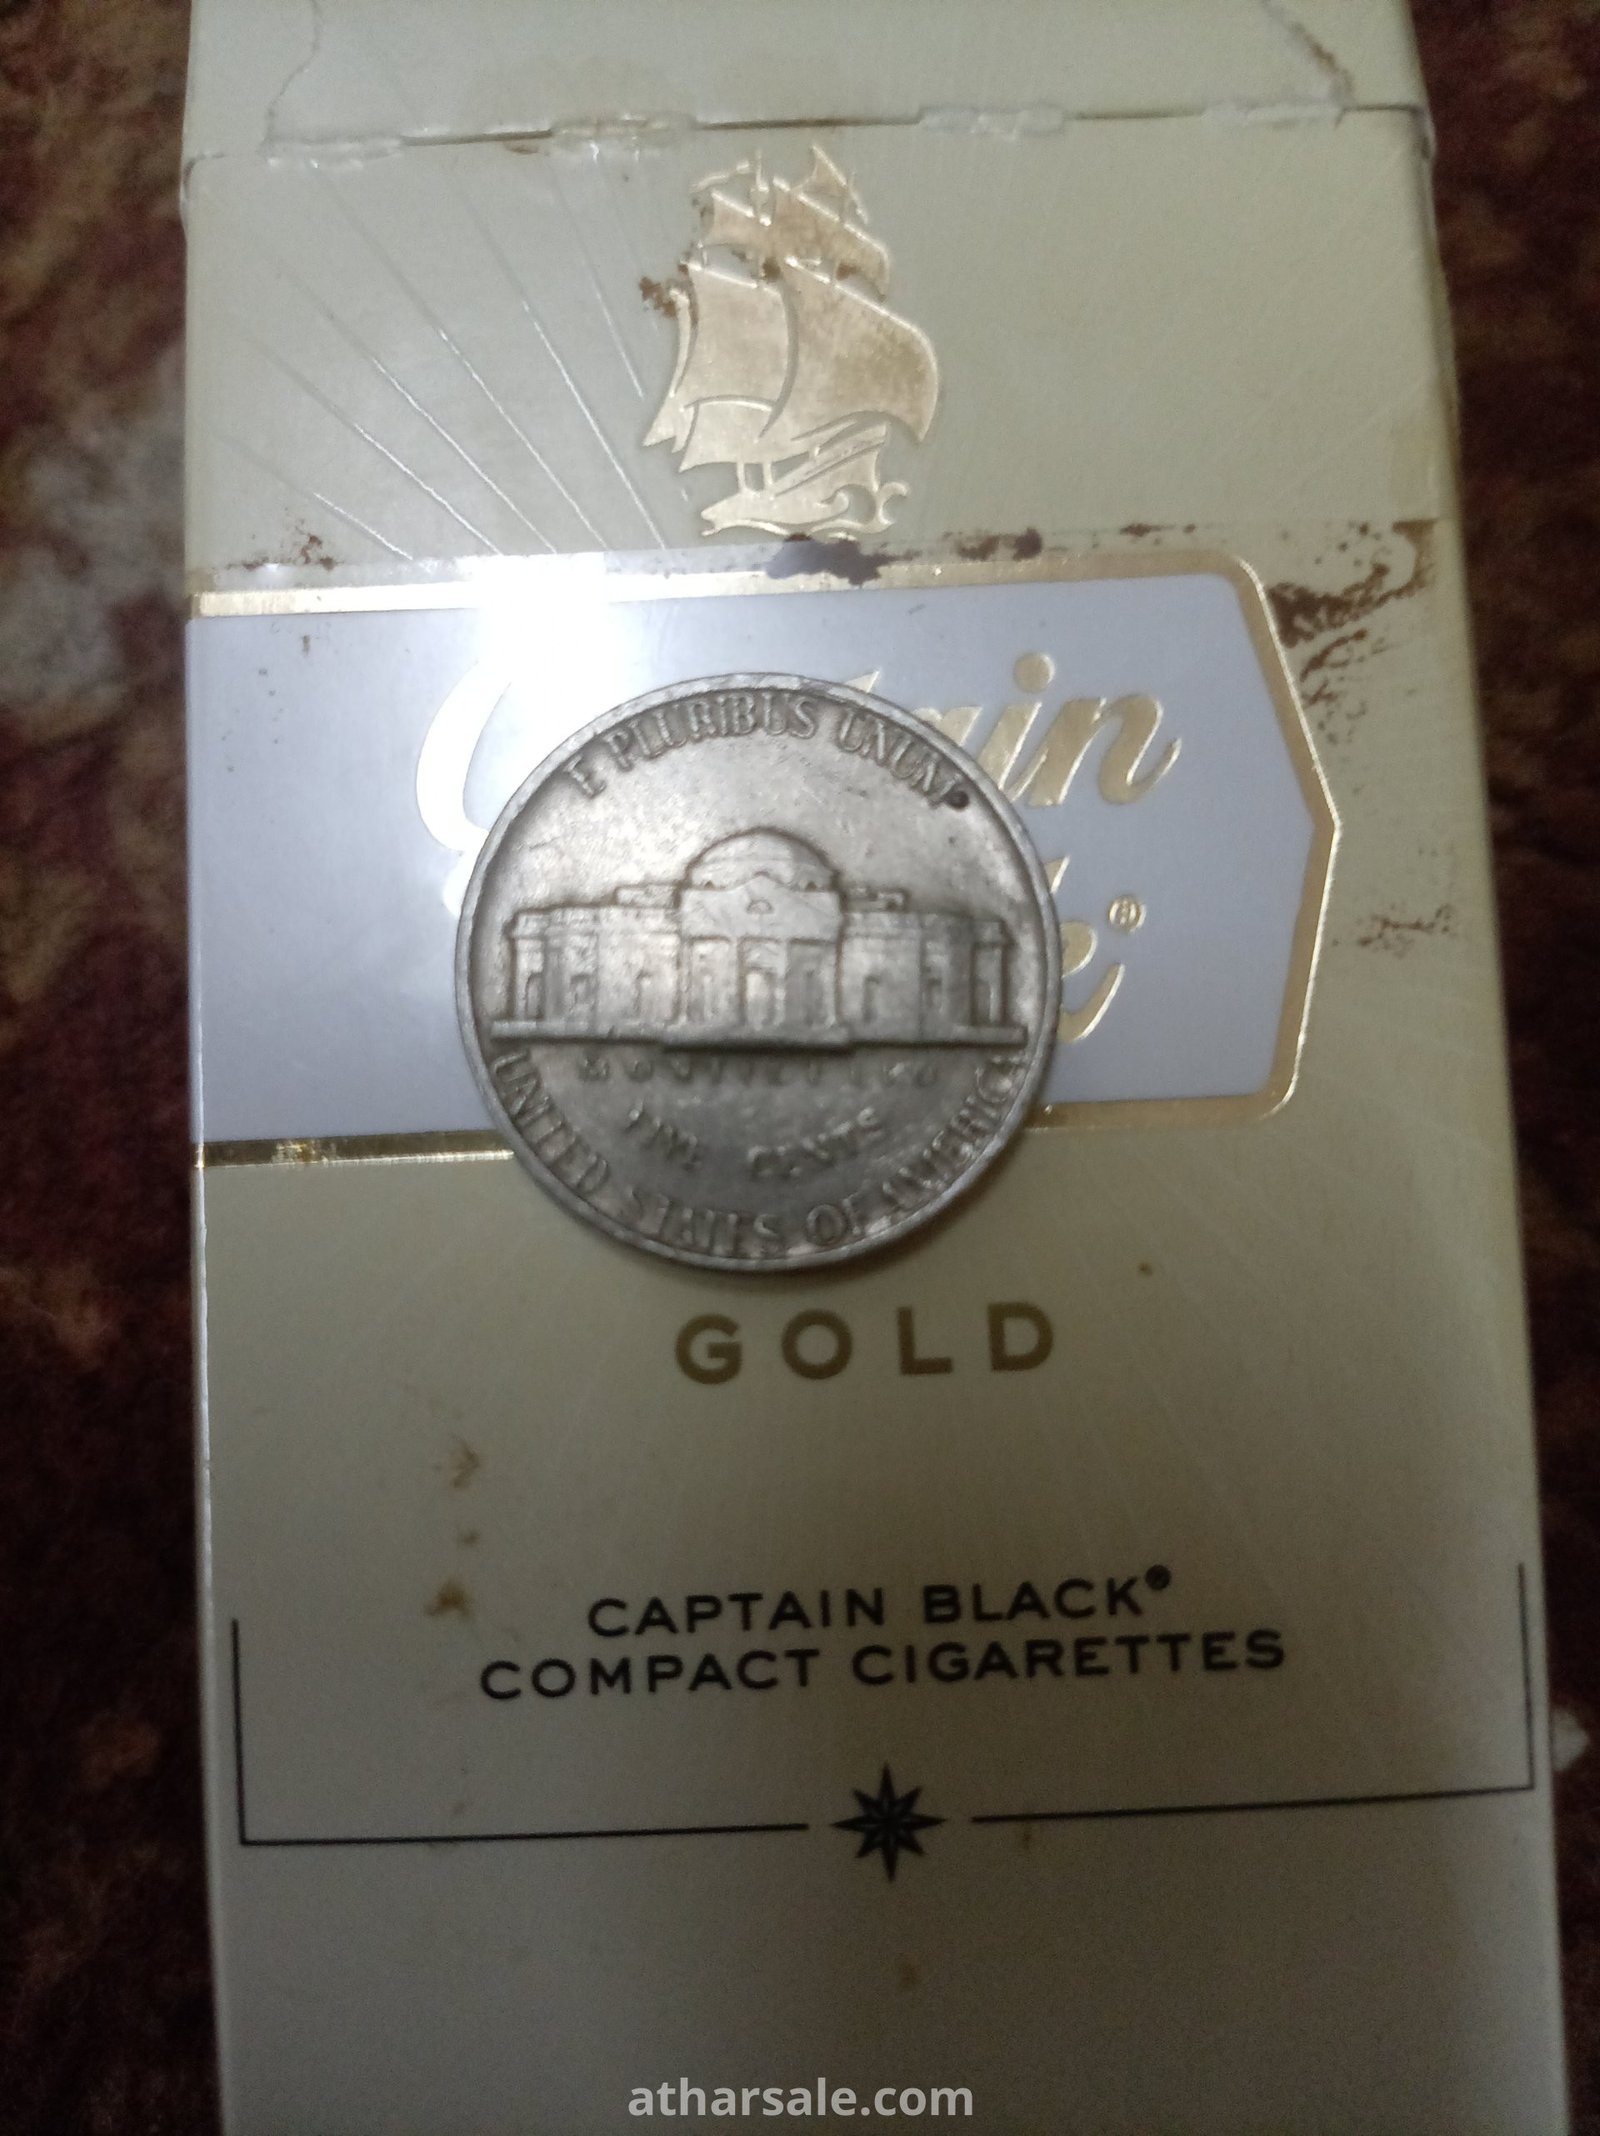 E PLURIBUS UNUM
MONTICELLO
FIVE CENTS
UNITED STATES OF AMERICA
®
GOLD
CAPTAIN BLACK®
COMPACT CIGARETTES
atharsale.com